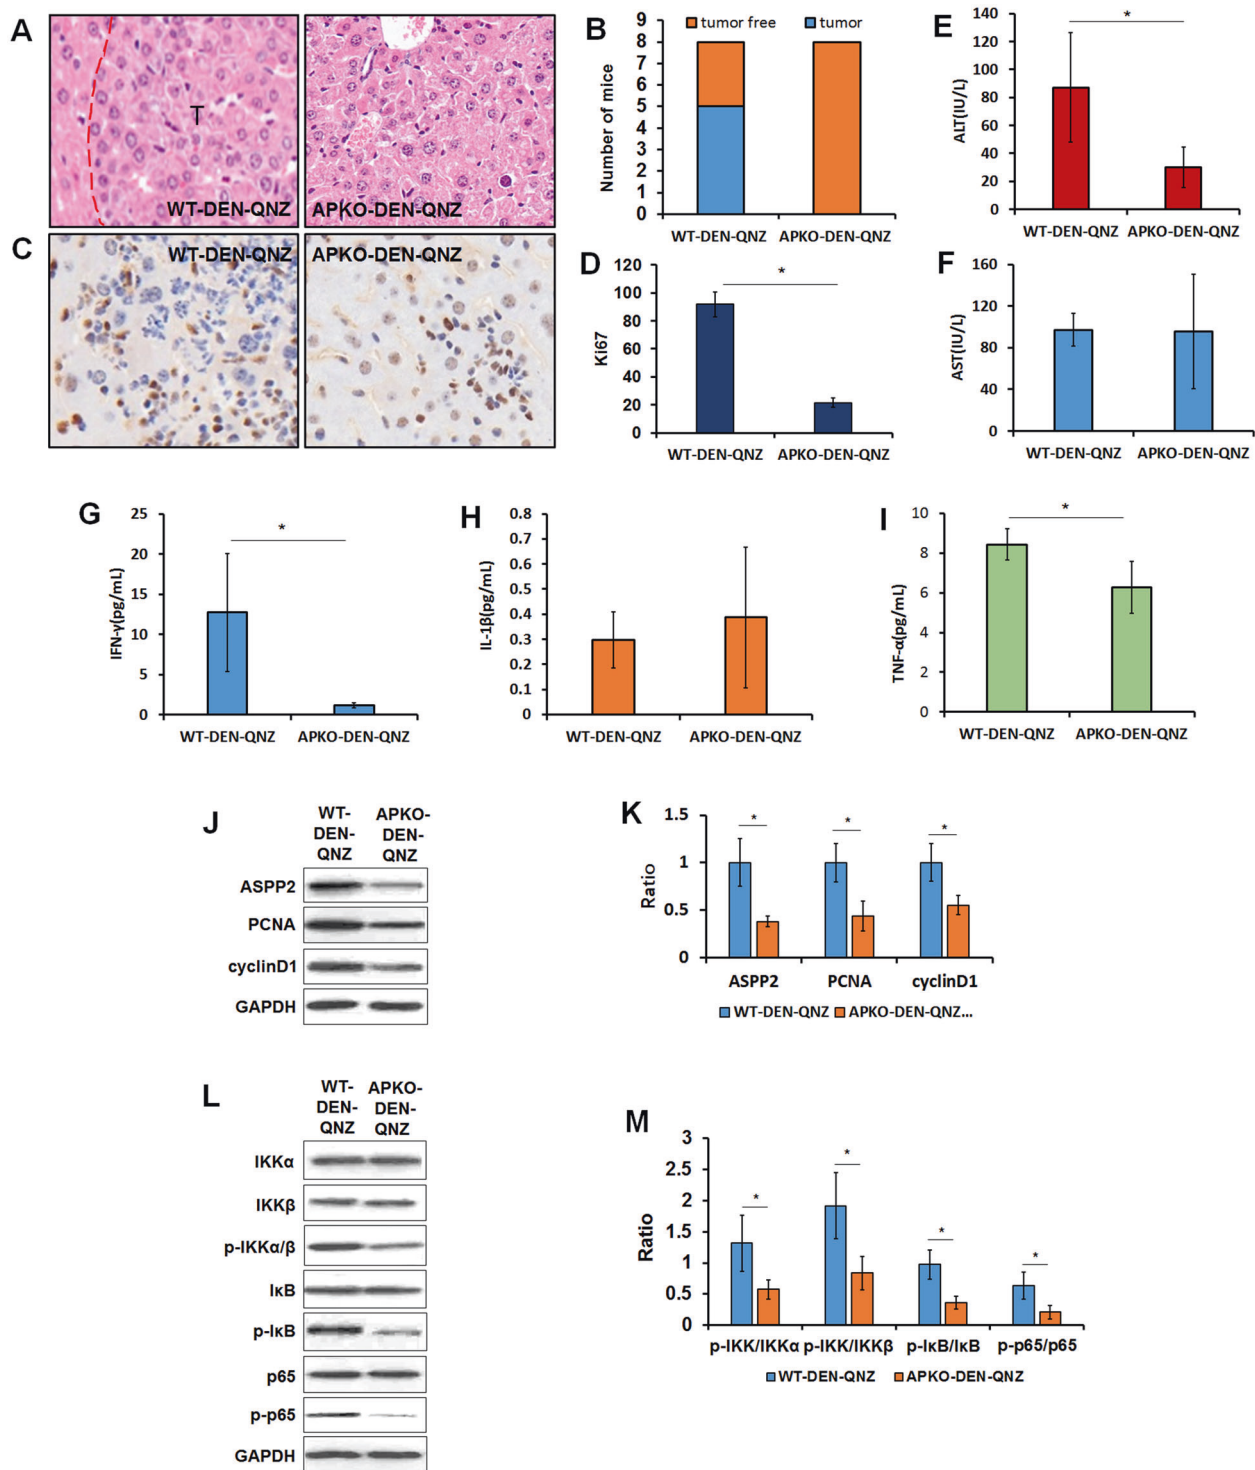 A
T
WT-DEN-QNZ
APKO-DEN-QNZ
B
tumor free
tumor
Number of mice
9
8
7
6
5
4
3
2
1
0
WT-DEN-QNZ
APKO-DEN-QNZ
E
ALT(IU/L)
140
120
100
80
60
40
20
0
*
WT-DEN-QNZ
APKO-DEN-QNZ
C
WT-DEN-QNZ
APKO-DEN-QNZ
D
Ki67
120
100
80
60
40
20
0
*
WT-DEN-QNZ
APKO-DEN-QNZ
F
AST(IU/L)
160
120
80
40
0
WT-DEN-QNZ
APKO-DEN-QNZ
G
IFN-γ(pg/mL)
25
20
15
10
5
0
*
WT-DEN-QNZ
APKO-DEN-QNZ
H
IL-1β(pg/mL)
0.8
0.7
0.6
0.5
0.4
0.3
0.2
0.1
0
WT-DEN-QNZ
APKO-DEN-QNZ
I
TNF-α(pg/mL)
10
8
6
4
2
0
*
WT-DEN-QNZ
APKO-DEN-QNZ
J
WT-
DEN-
QNZ
APKO-
DEN-
QNZ
ASPP2
PCNA
cyclinD1
GAPDH
K
Ratio
1.5
1
0.5
0
*
*
*
ASPP2
PCNA
cyclinD1
WT-DEN-QNZ
APKO-DEN-QNZ...
L
WT-
DEN-
QNZ
APKO-
DEN-
QNZ
IKKα
IKKβ
p-IKKα/β
IκB
p-IκB
p65
p-p65
GAPDH
M
Ratio
3
2.5
2
1.5
1
0.5
0
*
*
*
*
p-IKK/IKKα
p-IKK/IKKβ
p-IκB/IκB
p-p65/p65
WT-DEN-QNZ
APKO-DEN-QNZ